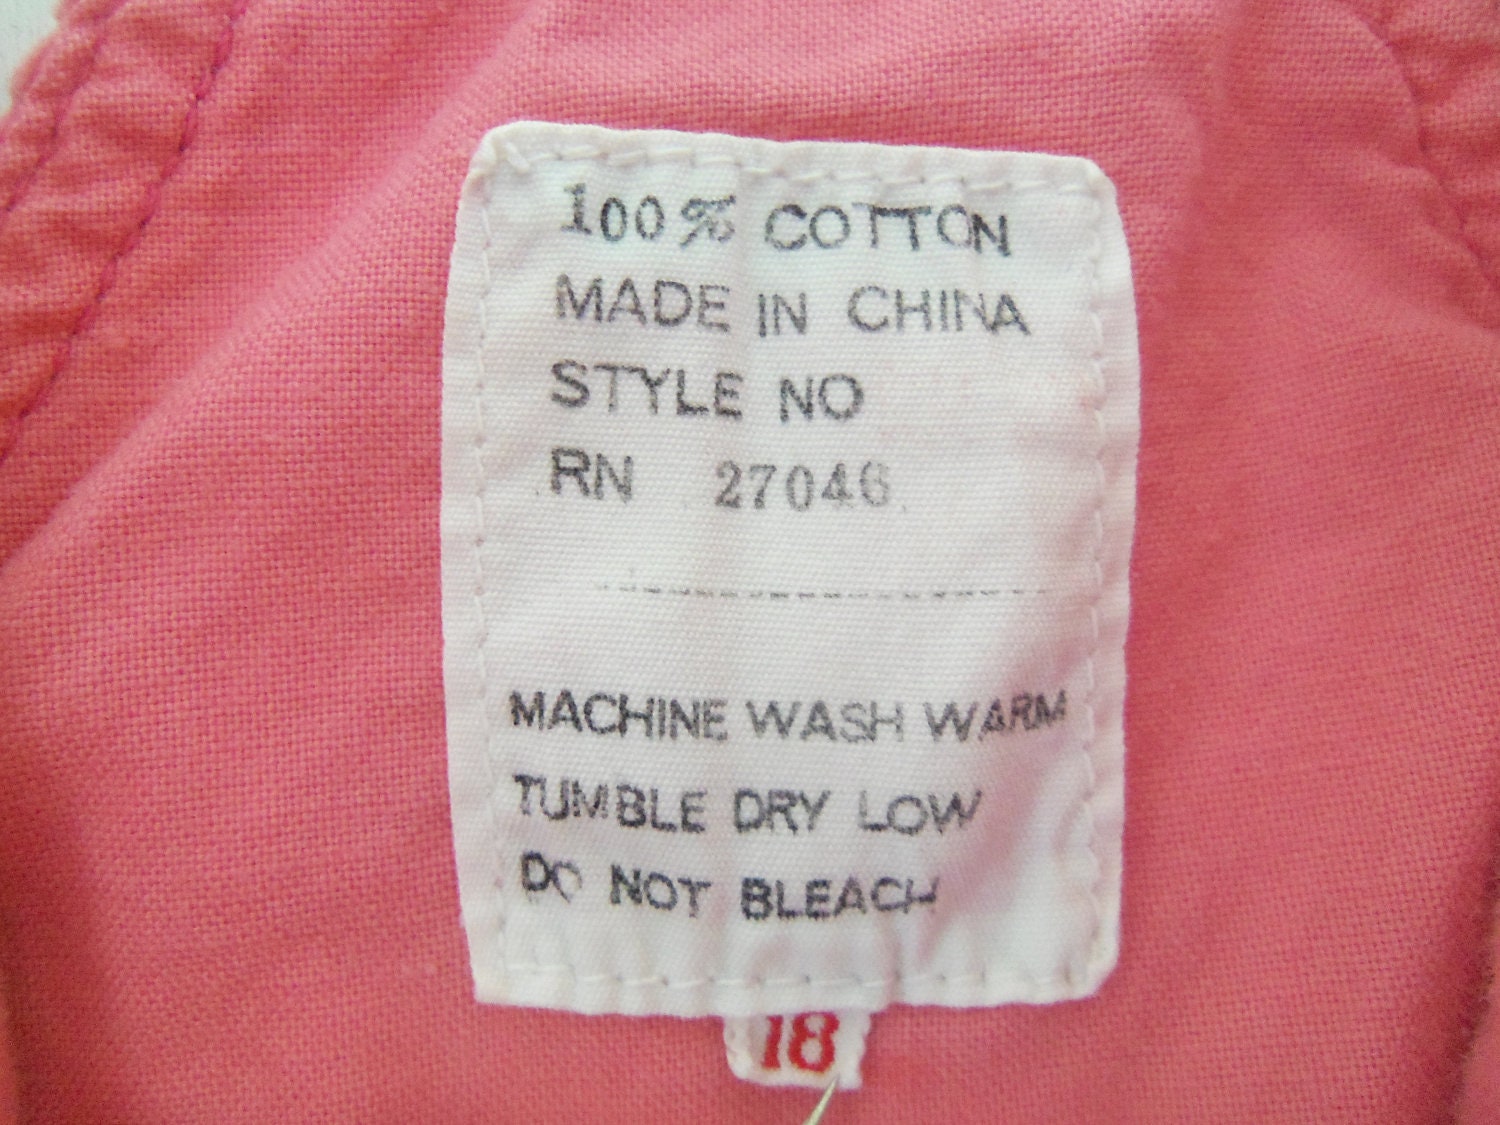 100% COTTON
MADE IN CHINA
STYLE NO
RN 27046
MACHINE WASH WARM
TUMBLE DRY LOW
DO NOT BLEACH
18